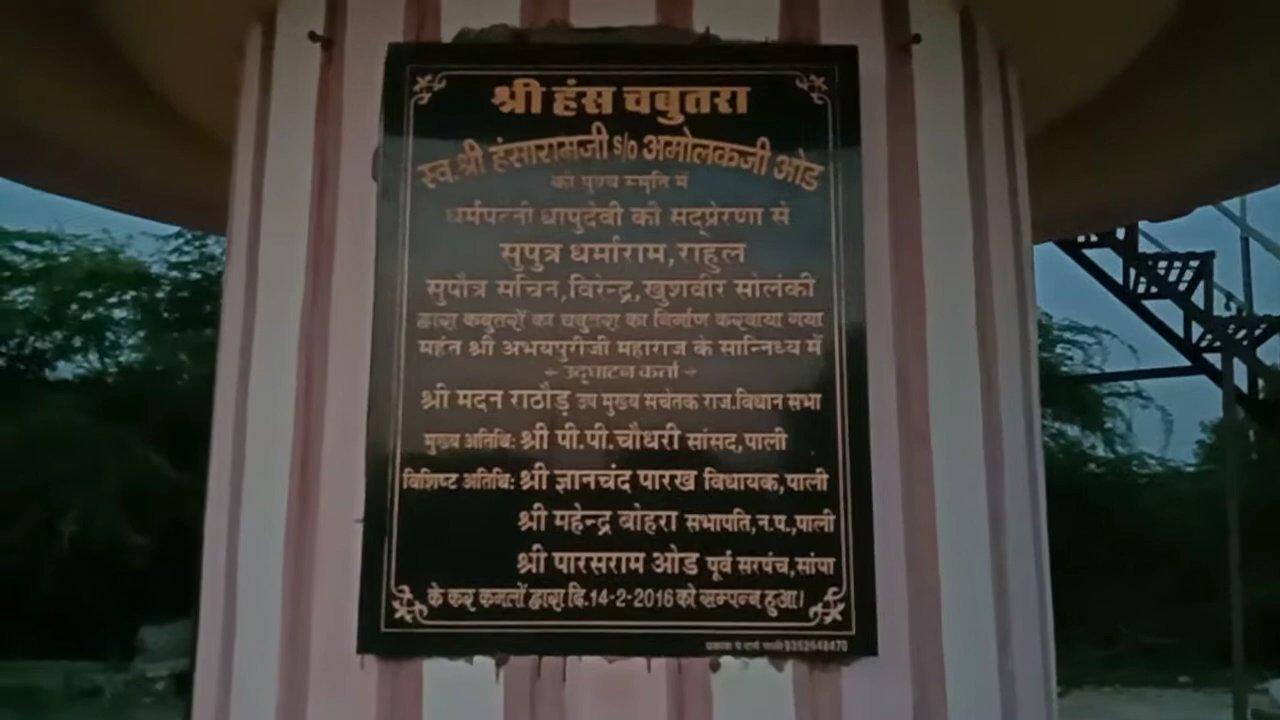 श्री हंस चबुतरा
स्व.श्री हंसारामजी s/o अमोलकजी ओड
की पुण्य स्मृति में
धर्मपत्नी धापुदेवी की सद्प्रेरणा से
सुपुत्र धर्माराम,राहुल
सुपौत्र सचिन,विरेन्द्र,खुशवीर सोलंकी
द्वारा कबुतरों का चबुतरा का निर्माण करवाया गया
महंत श्री अभयपुरीजी महाराज के सान्निध्य में
उद्घाटन कर्ता
श्री मदन राठौड़ उप मुख्य सचेतक राज.विधान सभा
मुख्य अतिथि: श्री पी.पी.चौधरी सांसद,पाली
विशिष्ट अतिथि: श्री ज्ञानचंद पारख विधायक,पाली
श्री महेन्द्र बोहरा सभापति,न.प.,पाली
श्री पारसराम ओड पूर्व सरपंच,सांपा
के कर कमलों द्वारा दि.14-2-2016 को सम्पन्न हुआ।